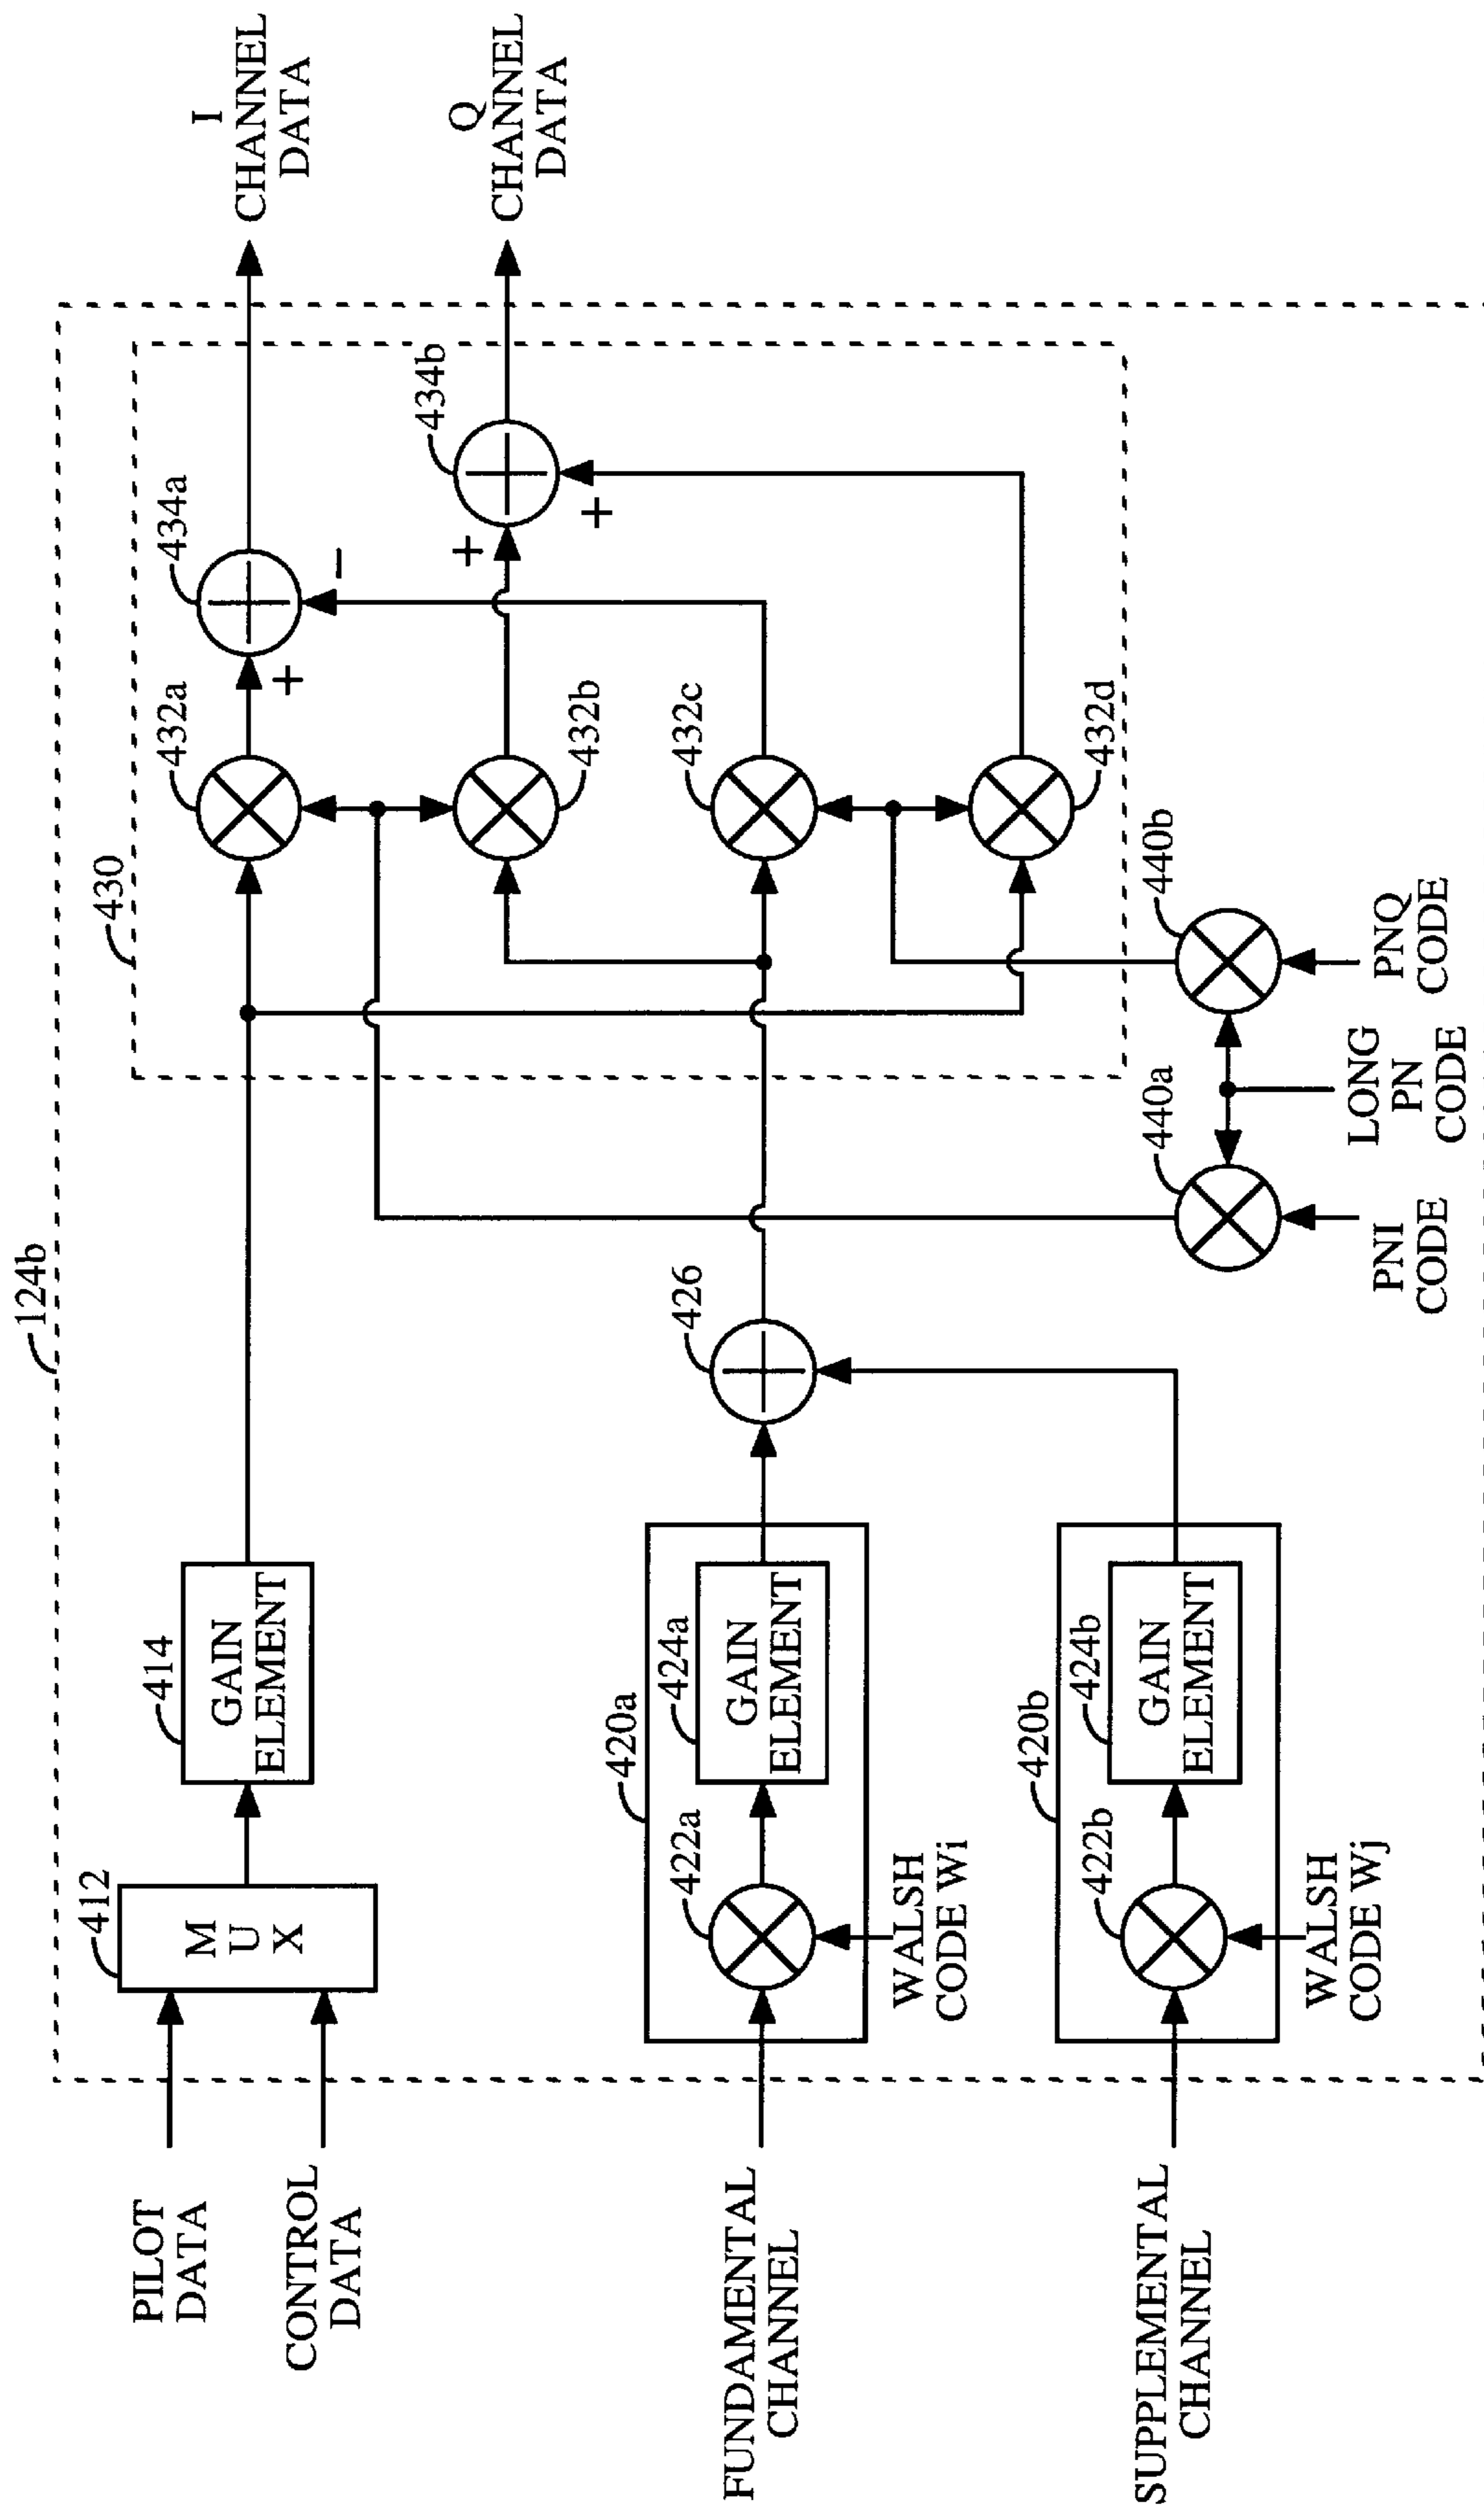 124b
430
PILOT
DATA
CONTROL
DATA
412
M
U
X
414
GAIN
ELEMENT
432a
+
434a
−
I
CHANNEL
DATA
432b
+
434b
+
Q
CHANNEL
DATA
FUNDAMENTAL
CHANNEL
420a
422a
424a
GAIN
ELEMENT
WALSH
CODE Wi
426
432c
SUPPLEMENTAL
CHANNEL
420b
422b
424b
GAIN
ELEMENT
WALSH
CODE Wj
432d
440a
440b
PNI
CODE
LONG
PN
CODE
PNQ
CODE